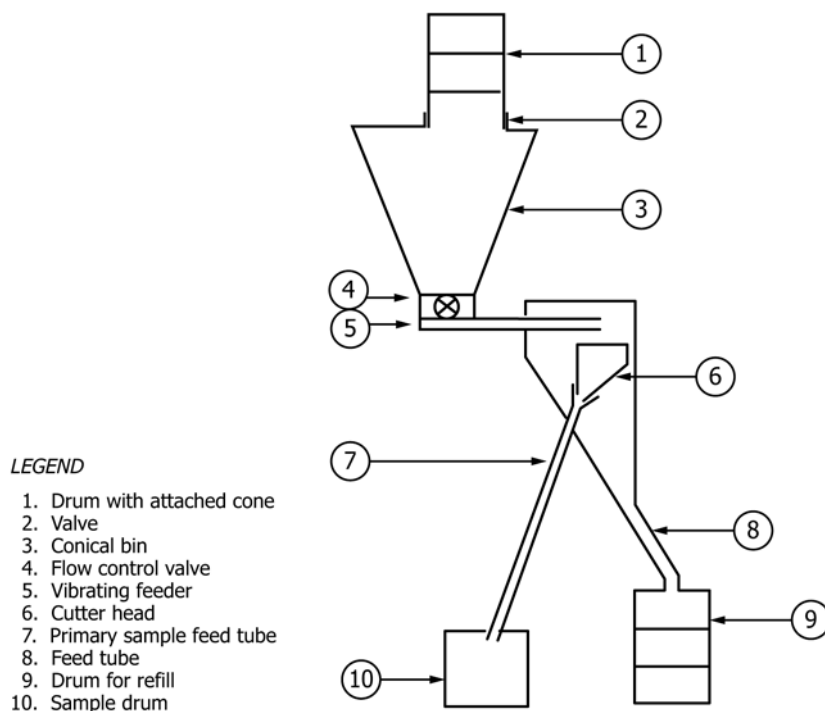 1
2
3
4
5
6
7
8
9
10
LEGEND
1. Drum with attached cone
2. Valve
3. Conical bin
4. Flow control valve
5. Vibrating feeder
6. Cutter head
7. Primary sample feed tube
8. Feed tube
9. Drum for refill
10. Sample drum